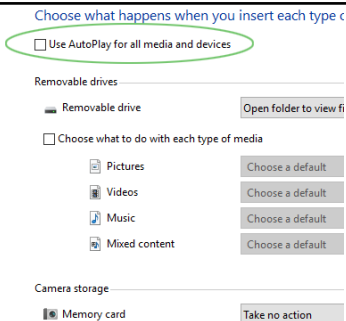 Choose what happens when you insert each type
Use AutoPlay for all media and devices
Removable drives
Removable drive Open folder to view
Choose what to do with each type of media
Pictures Choose a default
Videos Choose a default
Music Choose a default
Mixed content Choose a default
Camera storage
Memory card Take no action